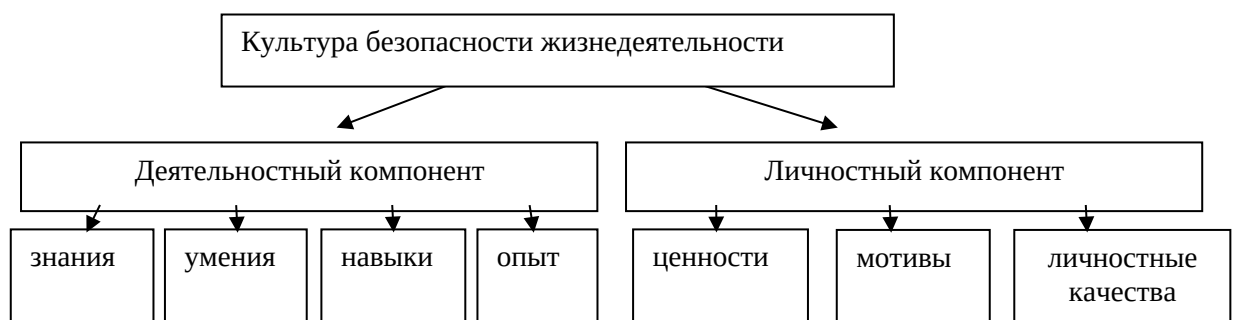 Культура безопасности жизнедеятельности
Деятельностный компонент
Личностный компонент
знания
умения
навыки
опыт
ценности
мотивы
личностные
качества